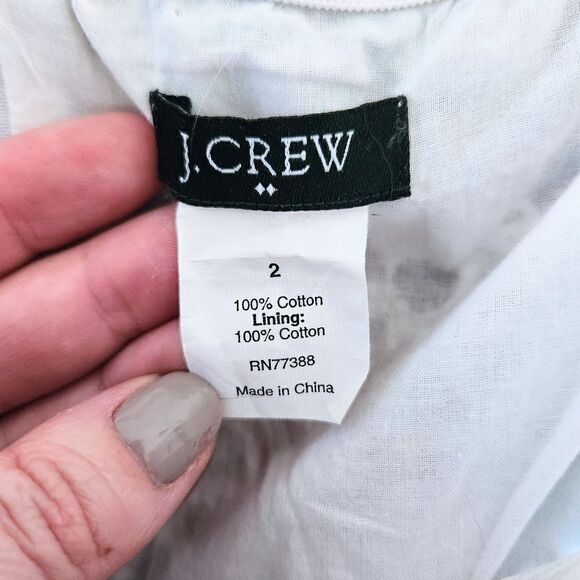 J.CREW
2
100% Cotton
Lining:
100% Cotton
RN77388
Made in China